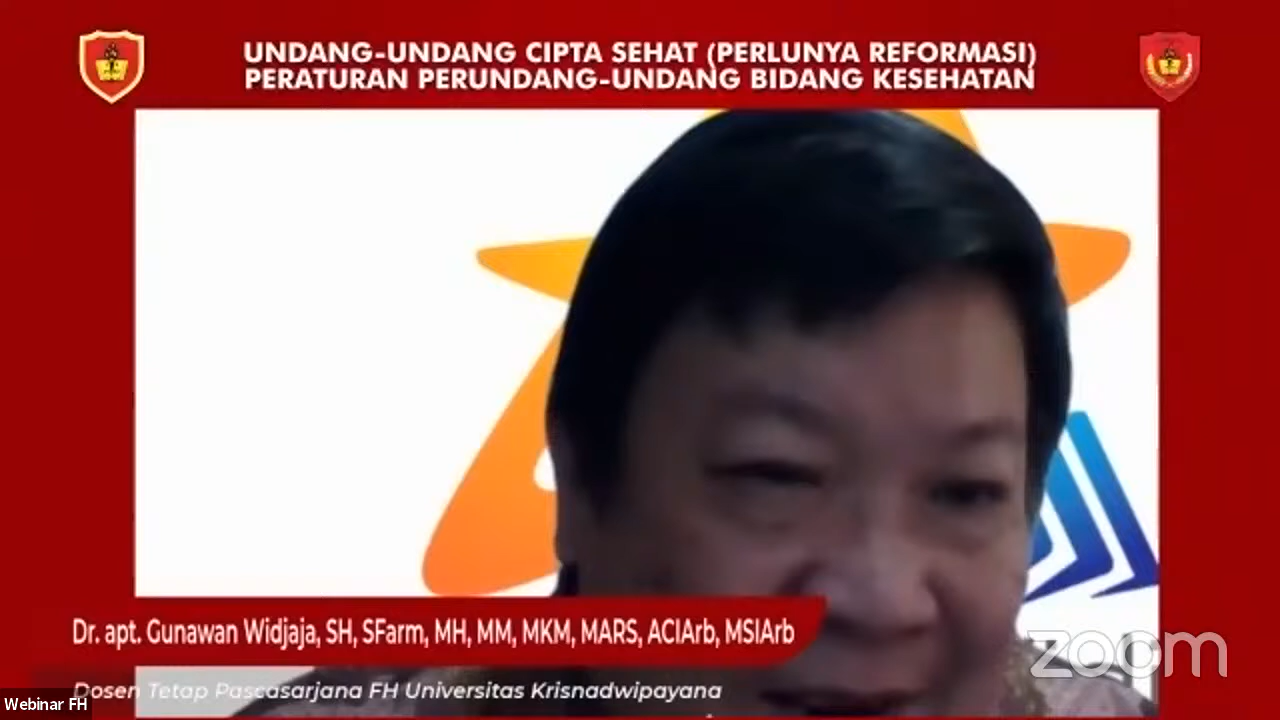 UNDANG-UNDANG CIPTA SEHAT (PERLUNYA REFORMASI)
PERATURAN PERUNDANG-UNDANG BIDANG KESEHATAN
Dr. apt. Gunawan Widjaja, SH, SFarm, MH, MM, MKM, MARS, ACIArb, MSIArb
Dosen Tetap Pascasarjana FH Universitas Krisnadwipayana
zoom
Webinar FH